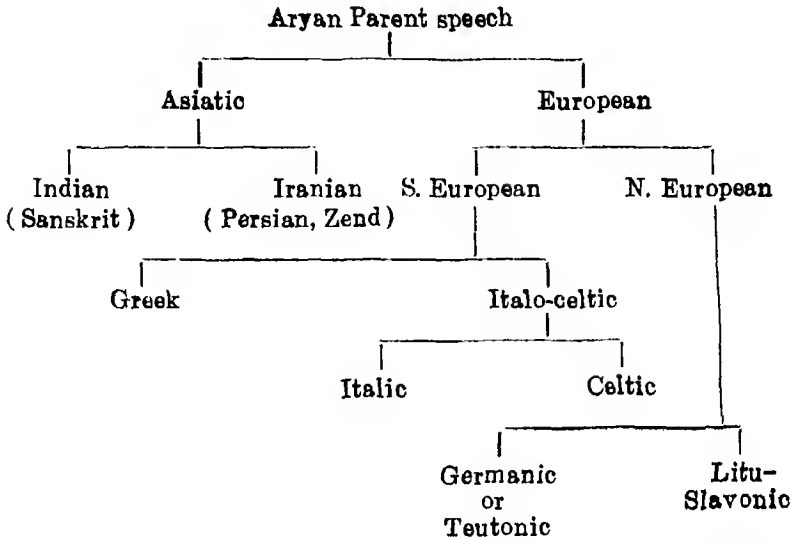 Aryan Parent speech
Asiatic European
Indian Iranian S. European N. European
( Sanskrit ) ( Persian, Zend )
Greek Italo-celtic
Italic Celtic
Germanic Litu-
or Slavonic
Teutonic